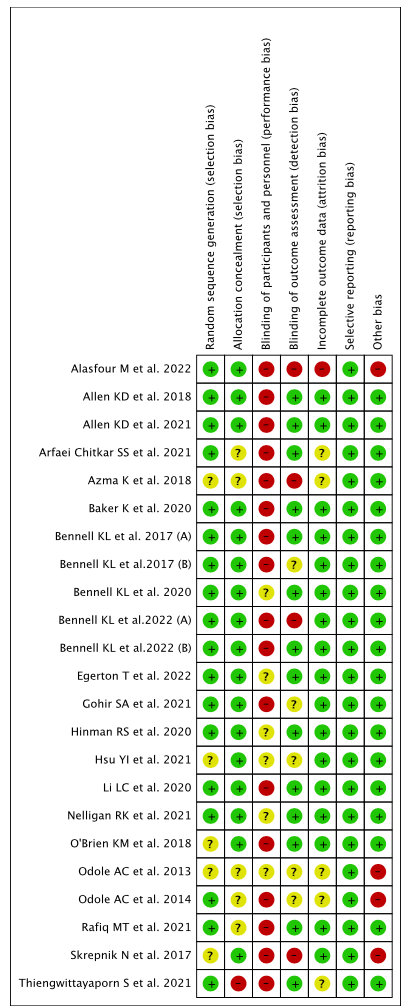 Random sequence generation (selection bias)
Allocation concealment (selection bias)
Blinding of participants and personnel (performance bias)
Blinding of outcome assessment (detection bias)
Incomplete outcome data (attrition bias)
Selective reporting (reporting bias)
Other bias
Alasfour M et al. 2022 + + - - - + -
Allen KD et al. 2018 + + - + + + +
Allen KD et al. 2021 + + - + + + +
Arfaei Chitkar SS et al. 2021 + ? - + ? + +
Azma K et al. 2018 ? ? - - ? + +
Baker K et al. 2020 + + - + + + +
Bennell KL et al. 2017 (A) + + - + + + +
Bennell KL et al.2017 (B) + + - ? + + +
Bennell KL et al. 2020 + + ? + + + +
Bennell KL et al.2022 (A) + + - - + + +
Bennell KL et al.2022 (B) + + - + + + +
Egerton T et al. 2022 + + ? + + + +
Gohir SA et al. 2021 + + - ? + + +
Hinman RS et al. 2020 + + ? + + + +
Hsu YI et al. 2021 ? + ? ? + + +
Li LC et al. 2020 + + - + + + +
Nelligan RK et al. 2021 + + ? + + + +
O'Brien KM et al. 2018 ? + - + + + +
Odole AC et al. 2013 ? ? ? ? ? + -
Odole AC et al. 2014 + ? - ? ? + -
Rafiq MT et al. 2021 + ? - + + + +
Skrepnik N et al. 2017 ? + - - + + -
Thiengwittayaporn S et al. 2021 + - - + ? + +